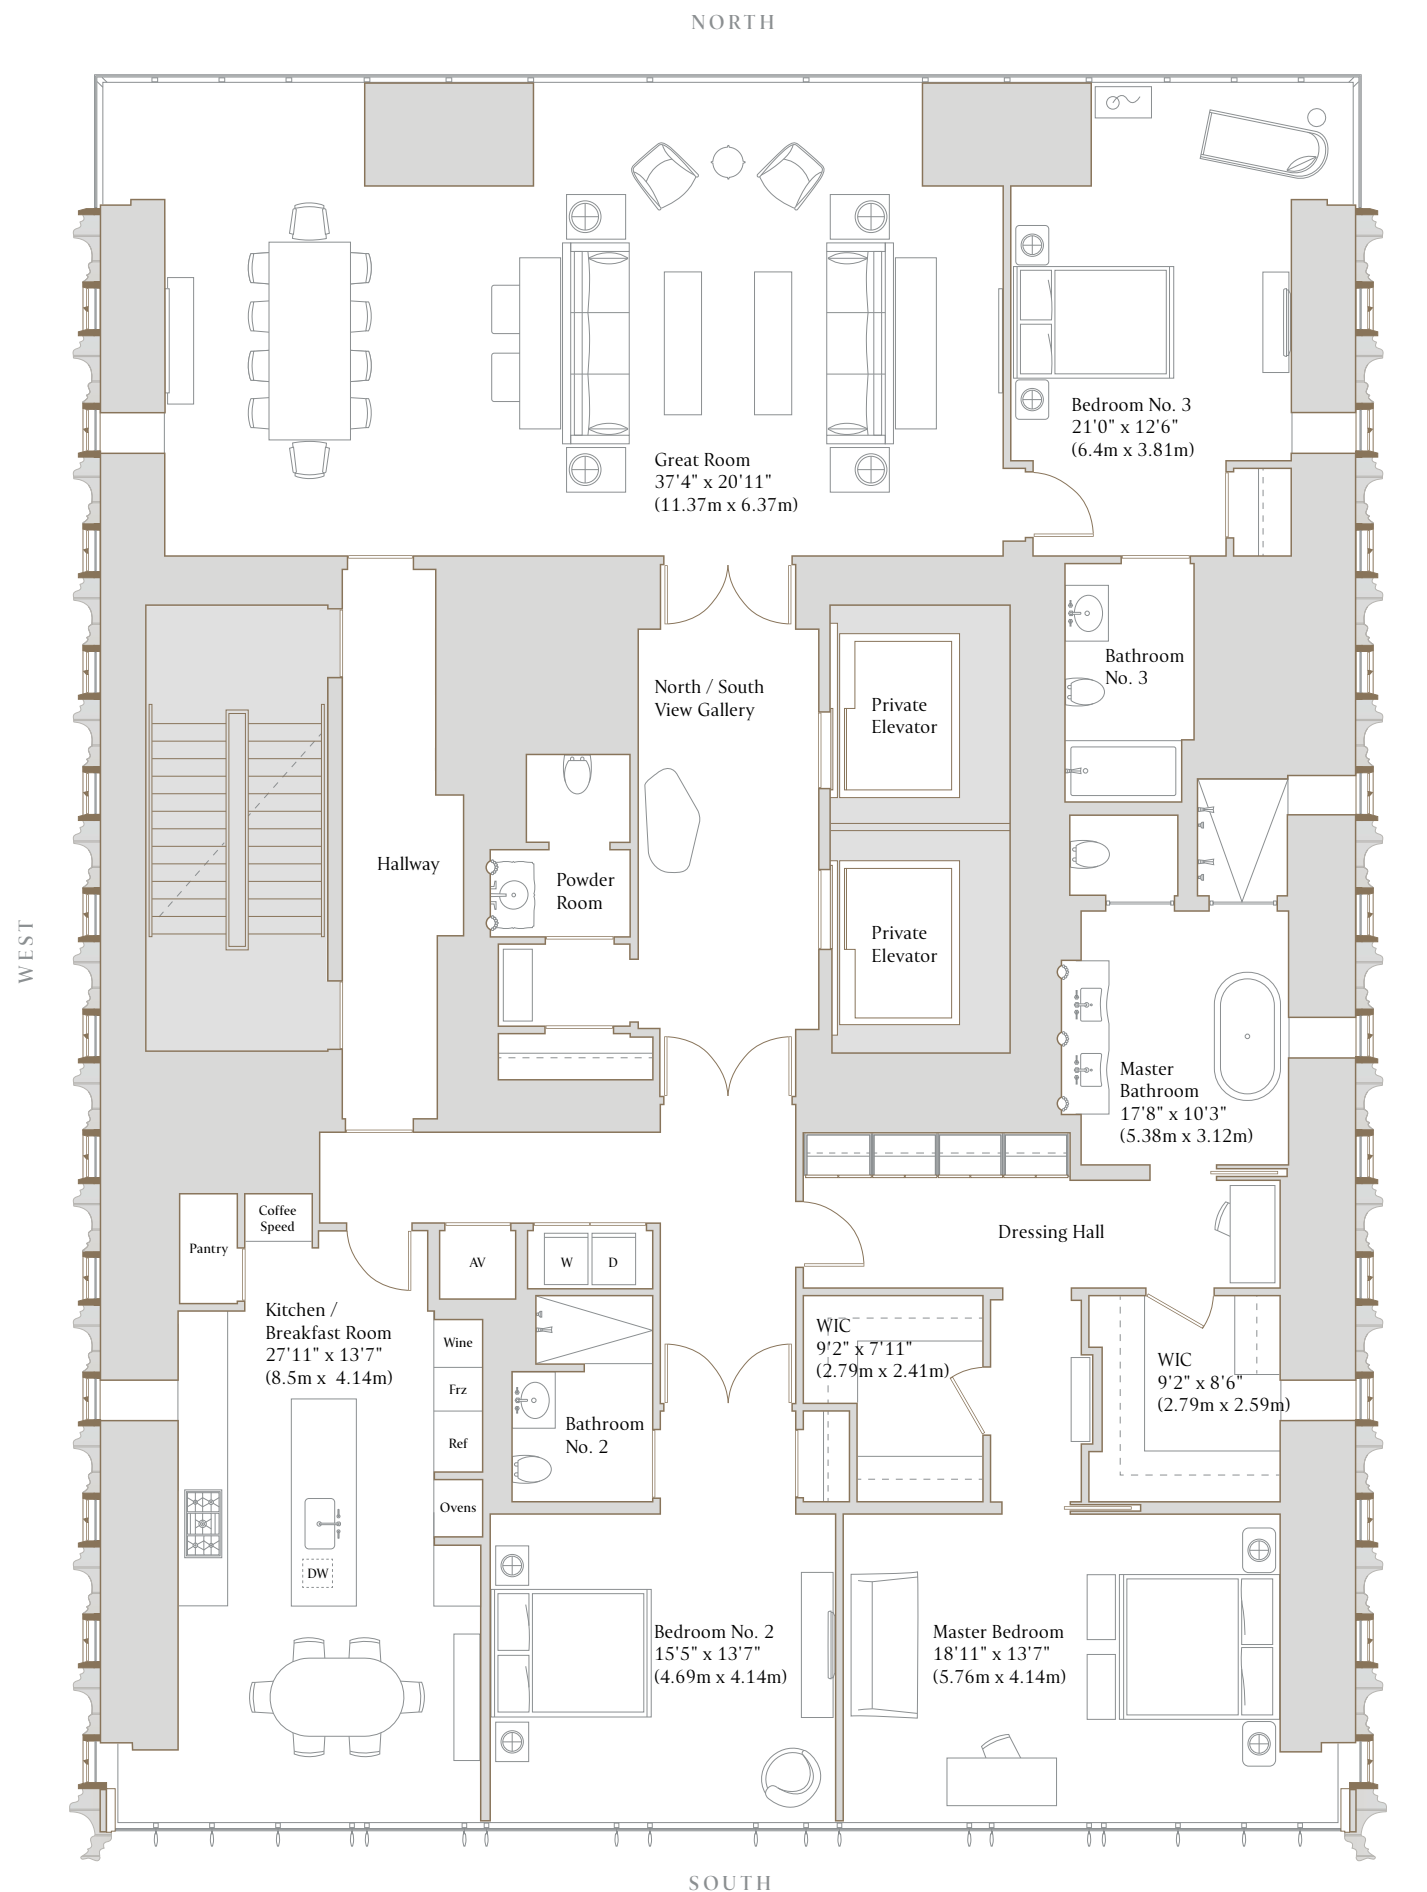 NORTH
Bedroom No. 3
21'0" x 12'6"
(6.4m x 3.81m)
Great Room
37'4" x 20'11"
(11.37m x 6.37m)
North / South
View Gallery
Private
Elevator
Bathroom
No. 3
Hallway
Powder
Room
Private
Elevator
WEST
Master
Bathroom
17'8" x 10'3"
(5.38m x 3.12m)
Coffee
Speed
Pantry
AV
W
D
Dressing Hall
Kitchen /
Breakfast Room
27'11" x 13'7"
(8.5m x 4.14m)
Wine
Frz
Ref
Ovens
DW
Bathroom
No. 2
WIC
9'2" x 7'11"
(2.79m x 2.41m)
WIC
9'2" x 8'6"
(2.79m x 2.59m)
Bedroom No. 2
15'5" x 13'7"
(4.69m x 4.14m)
Master Bedroom
18'11" x 13'7"
(5.76m x 4.14m)
SOUTH